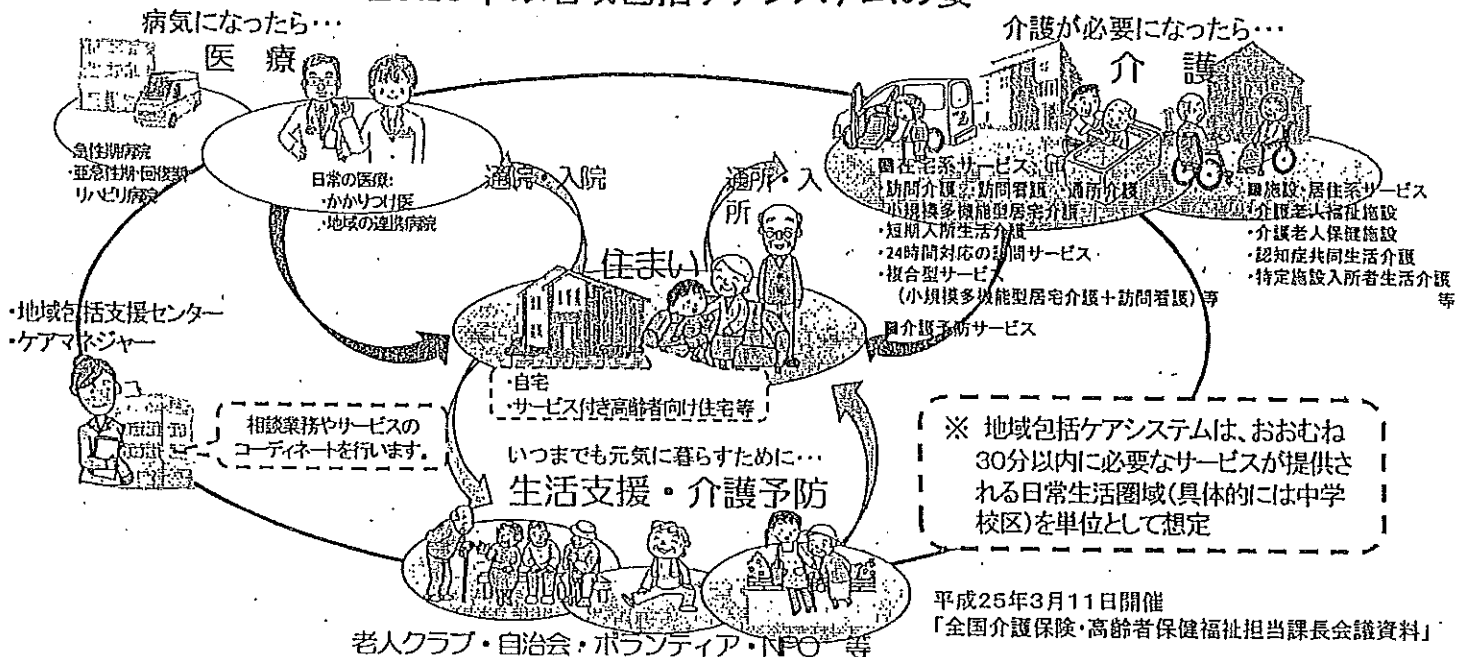 病気になったら…
医　療
急性期病院
・亜急性期・回復期
リハビリ病院
日常の医療:
・かかりつけ医
・地域の連携病院
通院・入院
通所・入
所
介護が必要になったら…
介　護
■在宅系サービス:
・訪問介護 ・訪問看護 ・通所介護
・小規模多機能型居宅介護
・短期入所生活介護
・24時間対応の訪問サービス
・複合型サービス
(小規模多機能型居宅介護+訪問看護)等
■介護予防サービス
■施設・居住系サービス
・介護老人福祉施設
・介護老人保健施設
・認知症共同生活介護
・特定施設入所者生活介護
等
住まい
・自宅
・サービス付き高齢者向け住宅等
・地域包括支援センター
・ケアマネジャー
相談業務やサービスの
コーディネートを行います。
いつまでも元気に暮らすために…
生活支援・介護予防
老人クラブ・自治会・ボランティア・NPO 等
※ 地域包括ケアシステムは、おおむね
30分以内に必要なサービスが提供さ
れる日常生活圏域(具体的には中学
校区)を単位として想定
平成25年3月11日開催
「全国介護保険・高齢者保健福祉担当課長会議資料」